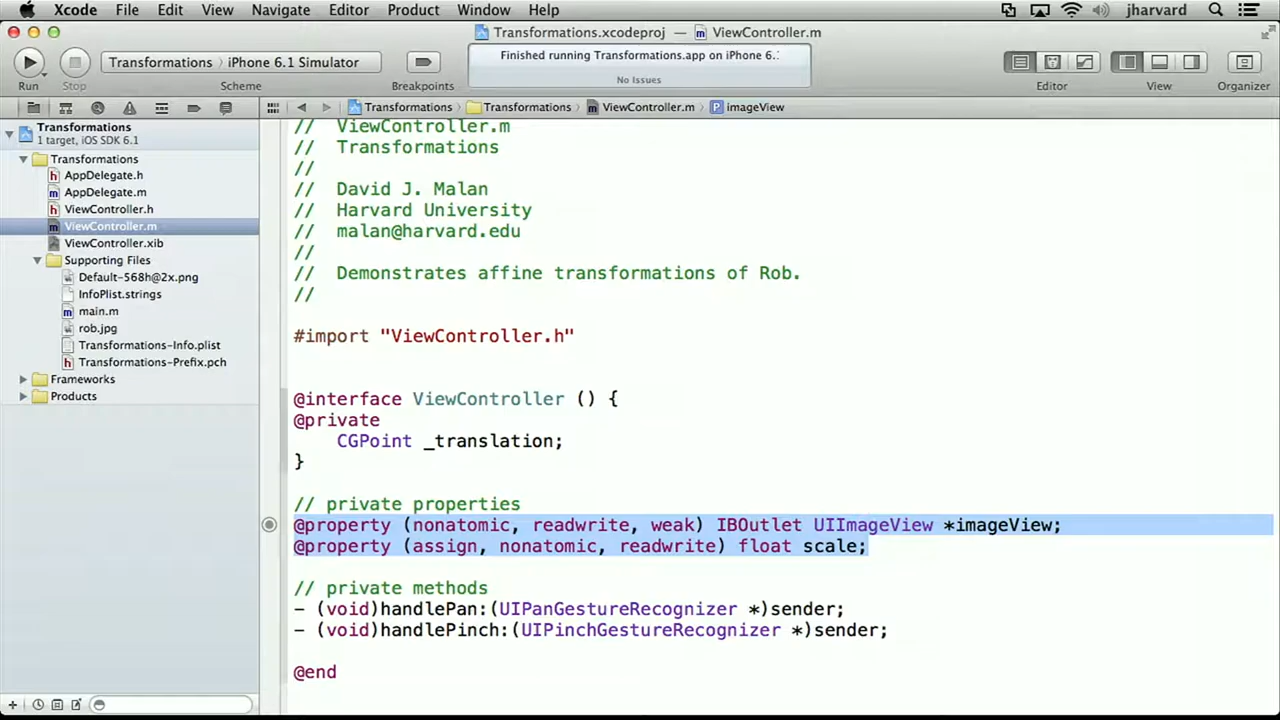 Xcode File Edit View Navigate Editor Product Window Help jharvard
Transformations.xcodeproj — ViewController.m
Transformations iPhone 6.1 Simulator
Finished running Transformations.app on iPhone 6.:
No Issues
Run Stop Scheme Breakpoints Editor View Organizer
Transformations Transformations ViewController.m P imageView
Transformations
1 target, iOS SDK 6.1
Transformations
h AppDelegate.h
m AppDelegate.m
h ViewController.h
m ViewController.m
ViewController.xib
Supporting Files
Default-568h@2x.png
InfoPlist.strings
m main.m
rob.jpg
Transformations-Info.plist
h Transformations-Prefix.pch
Frameworks
Products
// ViewController.m
// Transformations
//
// David J. Malan
// Harvard University
// malan@harvard.edu
//
// Demonstrates affine transformations of Rob.
//
#import "ViewController.h"
@interface ViewController () {
@private
CGPoint _translation;
}
// private properties
@property (nonatomic, readwrite, weak) IBOutlet UIImageView *imageView;
@property (assign, nonatomic, readwrite) float scale;
// private methods
- (void)handlePan:(UIPanGestureRecognizer *)sender;
- (void)handlePinch:(UIPinchGestureRecognizer *)sender;
@end